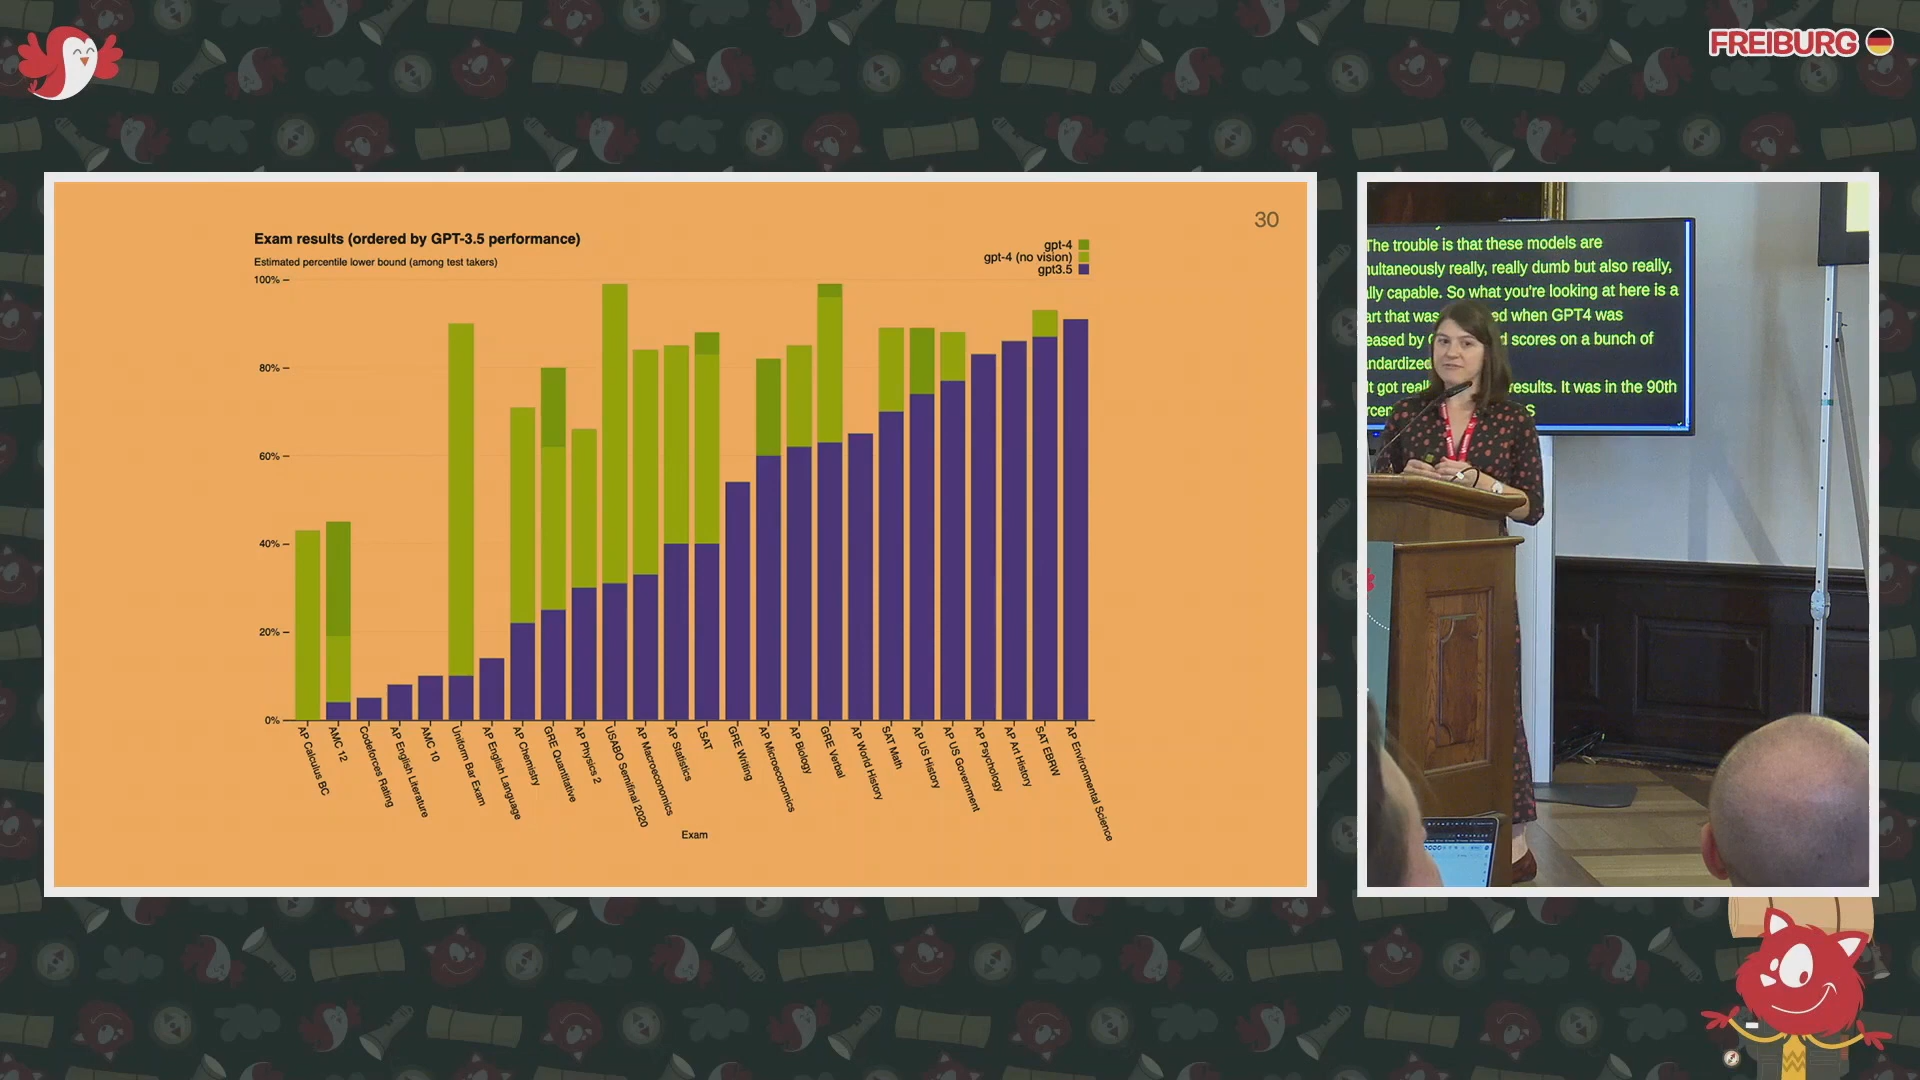 FREIBURG
30
Exam results (ordered by GPT-3.5 performance)
Estimated percentile lower bound (among test takers)
gpt-4
gpt-4 (no vision)
gpt3.5
100%
80%
60%
40%
20%
0%
AP Calculus BC
AMC 12
Codeforces Rating
AP English Literature
AMC 10
Uniform Bar Exam
AP English Language
AP Chemistry
GRE Quantitative
AP Physics 2
USABO Semifinal 2020
AP Macroeconomics
AP Statistics
LSAT
GRE Writing
AP Microeconomics
AP Biology
GRE Verbal
AP World History
SAT Math
AP US History
AP US Government
AP Psychology
AP Art History
SAT EBRW
AP Environmental Science
Exam
The trouble is that these models are
really, really dumb but also really,
capable. So what you're looking at here is a
that was when GPT4 was
by scores on a bunch of
It got results. It was in the 90th